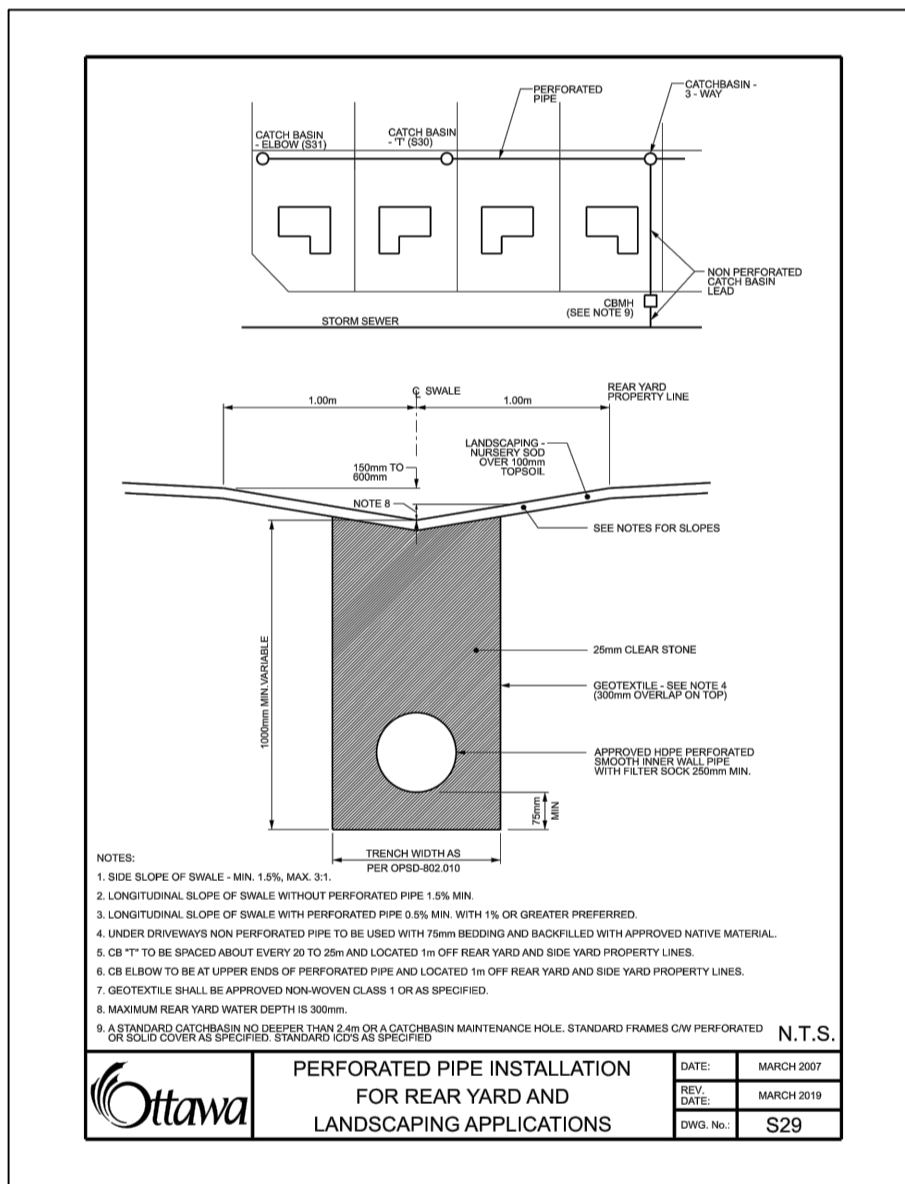 PERFORATED
PIPE
CATCHBASIN -
3 - WAY
CATCH BASIN
- ELBOW (S31)
CATCH BASIN
- 'T' (S30)
NON PERFORATED
CATCH BASIN
LEAD
CBMH
(SEE NOTE 9)
STORM SEWER
℄ SWALE
REAR YARD
PROPERTY LINE
1.00m
1.00m
LANDSCAPING -
NURSERY SOD
OVER 100mm
TOPSOIL
150mm TO
600mm
NOTE 8
SEE NOTES FOR SLOPES
1000mm MIN.VARIABLE
25mm CLEAR STONE
GEOTEXTILE - SEE NOTE 4
(300mm OVERLAP ON TOP)
APPROVED HDPE PERFORATED
SMOOTH INNER WALL PIPE
WITH FILTER SOCK 250mm MIN.
75mm
MIN
TRENCH WIDTH AS
PER OPSD-802.010
NOTES:
1. SIDE SLOPE OF SWALE - MIN. 1.5%, MAX. 3:1.
2. LONGITUDINAL SLOPE OF SWALE WITHOUT PERFORATED PIPE 1.5% MIN.
3. LONGITUDINAL SLOPE OF SWALE WITH PERFORATED PIPE 0.5% MIN. WITH 1% OR GREATER PREFERRED.
4. UNDER DRIVEWAYS NON PERFORATED PIPE TO BE USED WITH 75mm BEDDING AND BACKFILLED WITH APPROVED NATIVE MATERIAL.
5. CB "T" TO BE SPACED ABOUT EVERY 20 TO 25m AND LOCATED 1m OFF REAR YARD AND SIDE YARD PROPERTY LINES.
6. CB ELBOW TO BE AT UPPER ENDS OF PERFORATED PIPE AND LOCATED 1m OFF REAR YARD AND SIDE YARD PROPERTY LINES.
7. GEOTEXTILE SHALL BE APPROVED NON-WOVEN CLASS 1 OR AS SPECIFIED.
8. MAXIMUM REAR YARD WATER DEPTH IS 300mm.
9. A STANDARD CATCHBASIN NO DEEPER THAN 2.4m OR A CATCHBASIN MAINTENANCE HOLE. STANDARD FRAMES C/W PERFORATED
OR SOLID COVER AS SPECIFIED. STANDARD ICD'S AS SPECIFIED
N.T.S.
Ottawa
PERFORATED PIPE INSTALLATION
FOR REAR YARD AND
LANDSCAPING APPLICATIONS
DATE: MARCH 2007
REV.
DATE: MARCH 2019
DWG. No.: S29